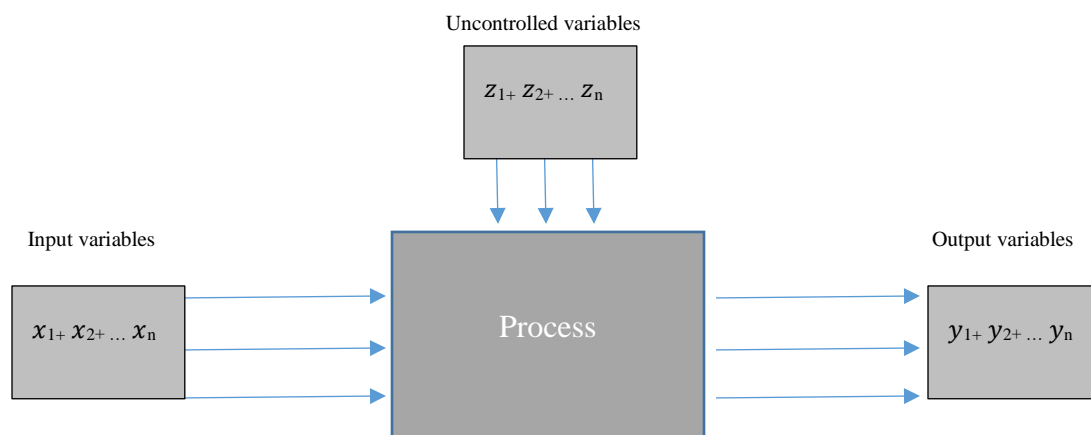 Uncontrolled variables
z1+ z2+ ... zn
Input variables
Output variables
x1+ x2+ ... xn
Process
y1+ y2+ ... yn